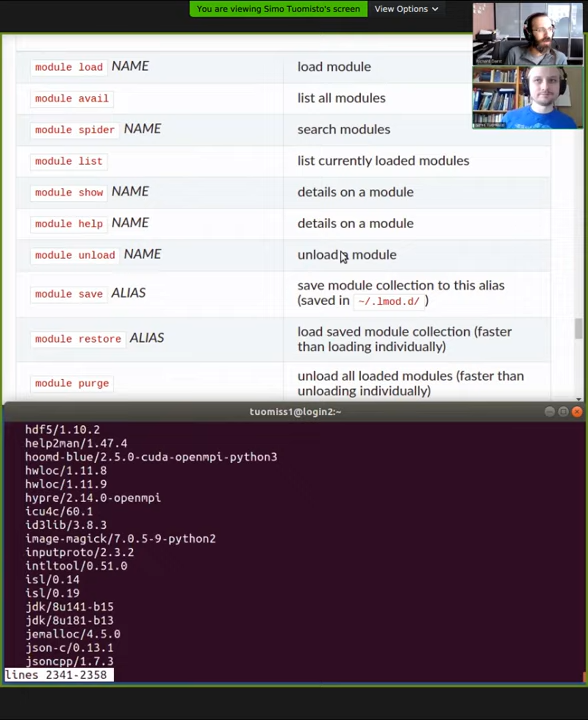 You are viewing Simo Tuomisto's screen View Options
module load NAME load module
module avail list all modules
module spider NAME search modules
module list list currently loaded modules
module show NAME details on a module
module help NAME details on a module
module unload NAME unload a module
module save ALIAS save module collection to this alias
(saved in ~/.lmod.d/ )
module restore ALIAS load saved module collection (faster
than loading individually)
module purge unload all loaded modules (faster than
unloading individually)
tuomiss1@login2:~
hdf5/1.10.2
help2man/1.47.4
hoomd-blue/2.5.0-cuda-openmpi-python3
hwloc/1.11.8
hwloc/1.11.9
hypre/2.14.0-openmpi
icu4c/60.1
id3lib/3.8.3
image-magick/7.0.5-9-python2
inputproto/2.3.2
intltool/0.51.0
isl/0.14
isl/0.19
jdk/8u141-b15
jdk/8u181-b13
jemalloc/4.5.0
json-c/0.13.1
jsoncpp/1.7.3
lines 2341-2358